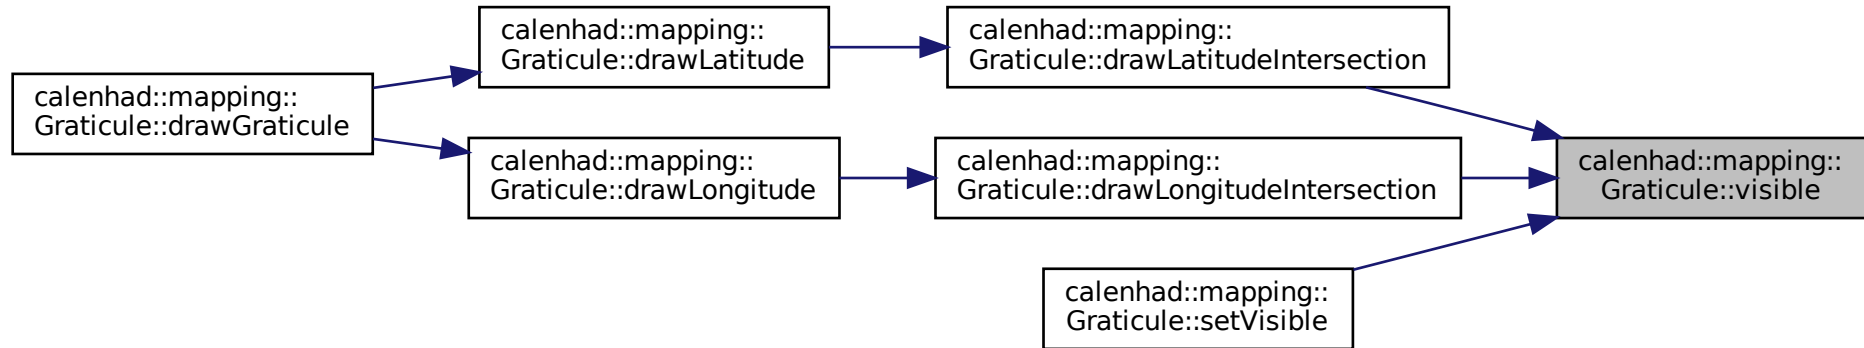 calenhad::mapping::
Graticule::drawGraticule
calenhad::mapping::
Graticule::drawLatitude
calenhad::mapping::
Graticule::drawLatitudeIntersection
calenhad::mapping::
Graticule::drawLongitude
calenhad::mapping::
Graticule::drawLongitudeIntersection
calenhad::mapping::
Graticule::visible
calenhad::mapping::
Graticule::setVisible